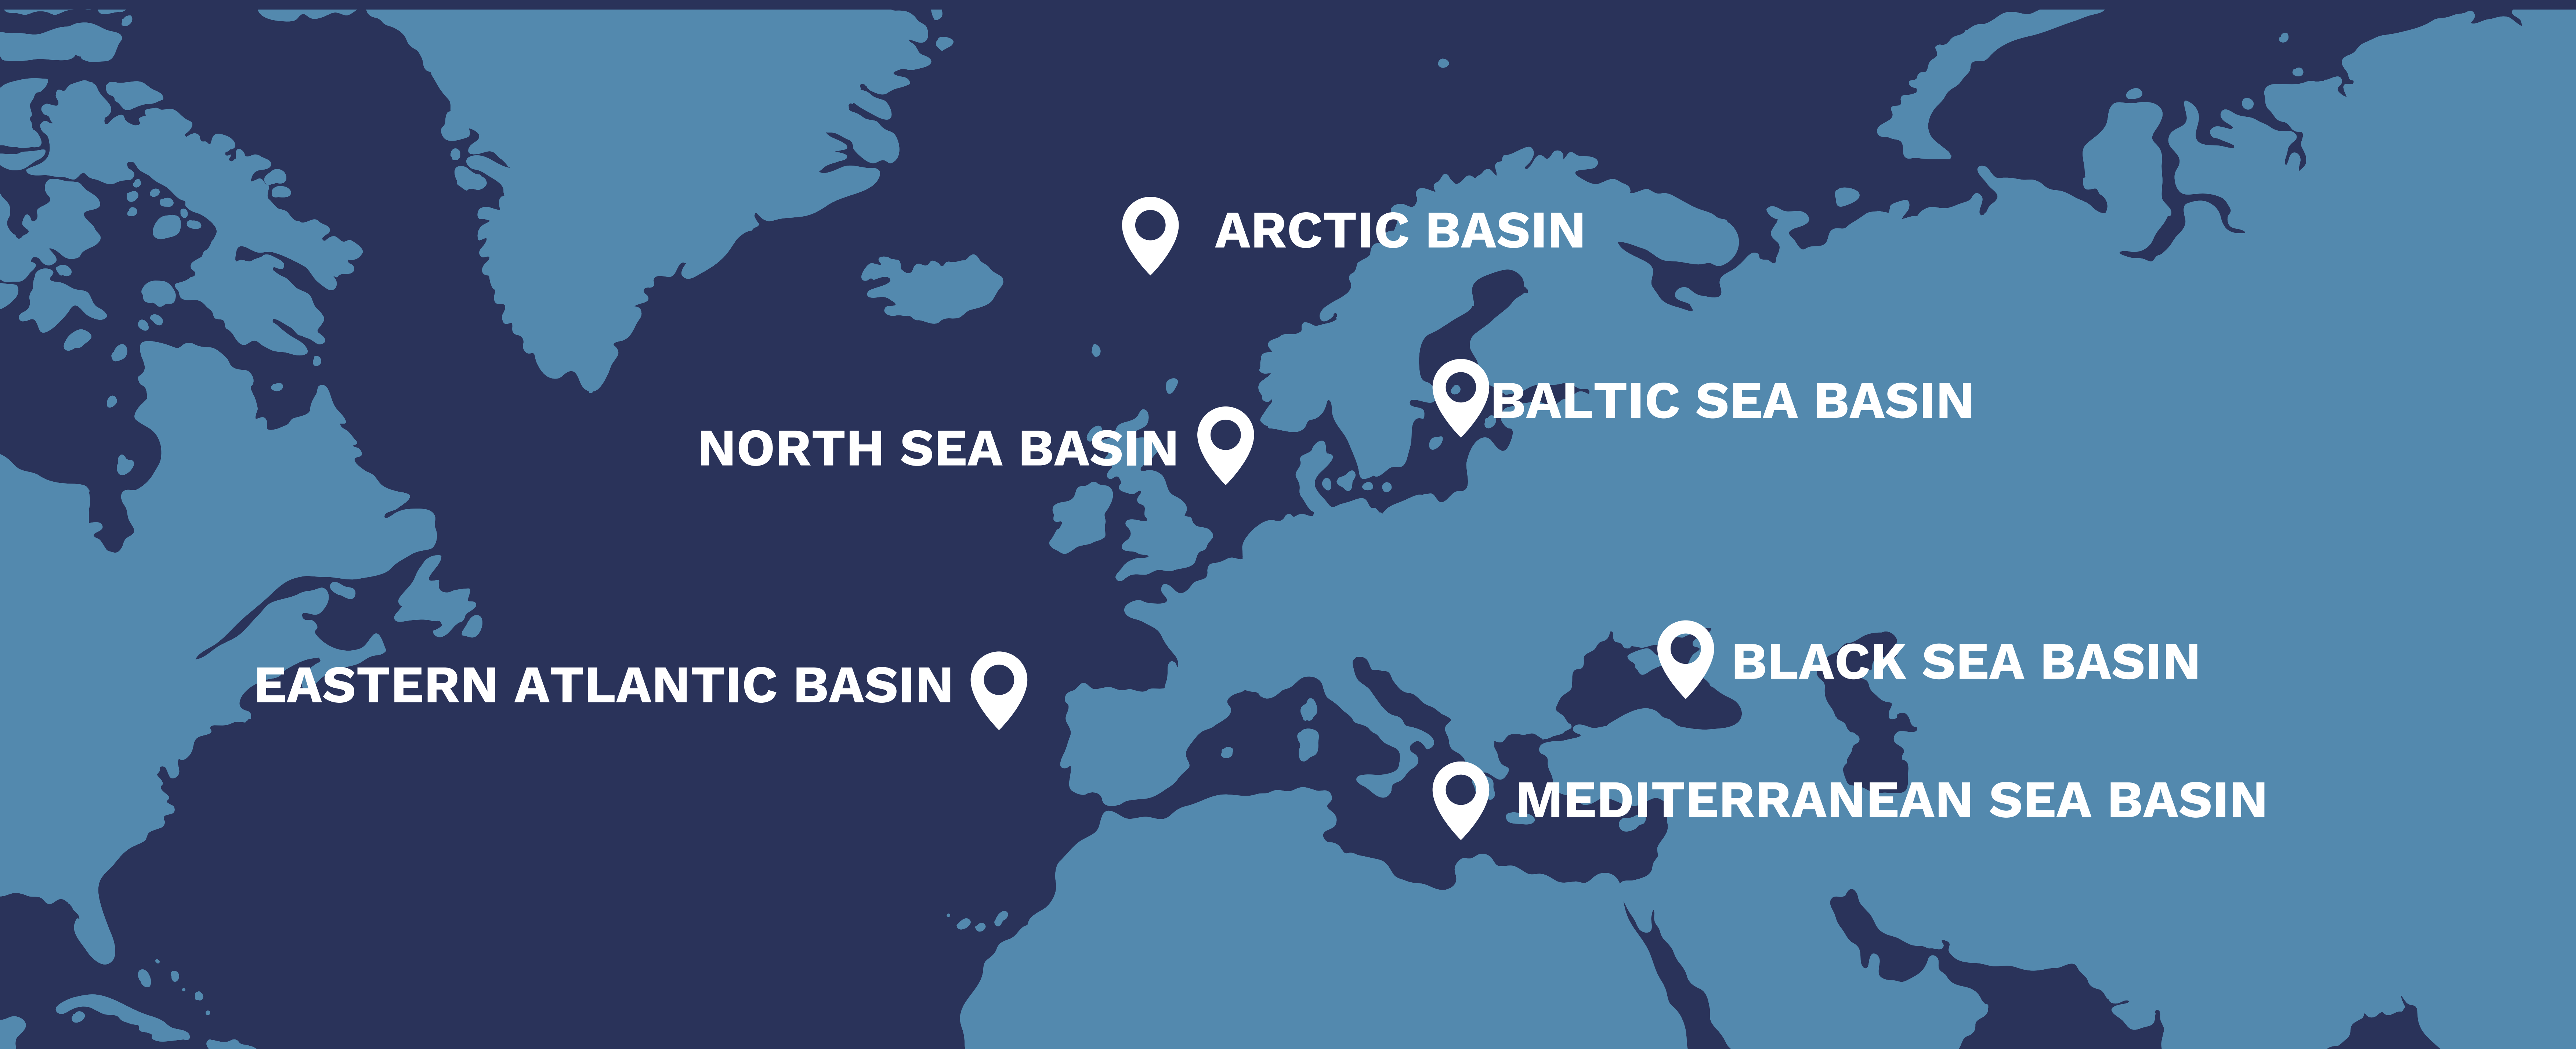 ARCTIC BASIN
BALTIC SEA BASIN
NORTH SEA BASIN
BLACK SEA BASIN
EASTERN ATLANTIC BASIN
MEDITERRANEAN SEA BASIN